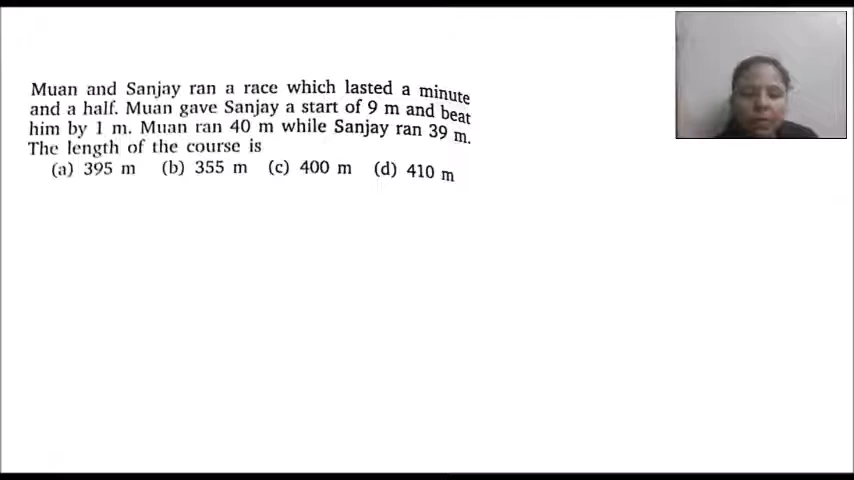 Muan and Sanjay ran a race which lasted a minute
and a half. Muan gave Sanjay a start of 9 m and beat
him by 1 m. Muan ran 40 m while Sanjay ran 39 m.
The length of the course is
(a) 395 m (b) 355 m (c) 400 m (d) 410 m